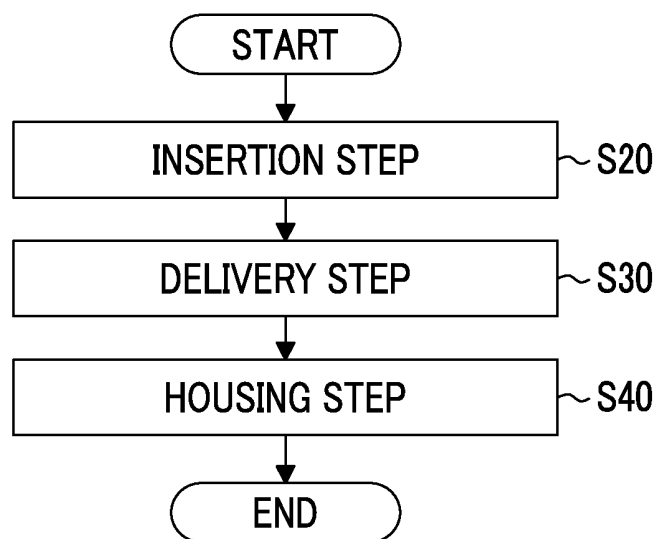 START
INSERTION STEP S20
DELIVERY STEP S30
HOUSING STEP S40
END